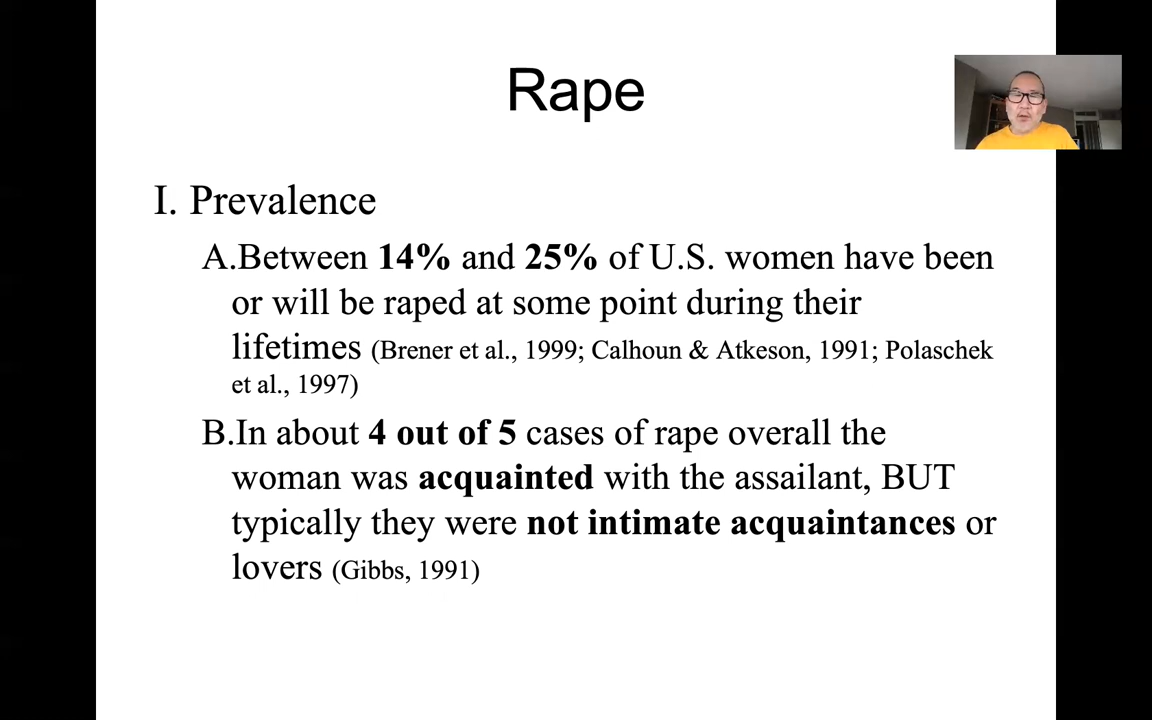 Rape
I. Prevalence
A.Between 14% and 25% of U.S. women have been
or will be raped at some point during their
lifetimes (Brener et al., 1999; Calhoun & Atkeson, 1991; Polaschek
et al., 1997)
B.In about 4 out of 5 cases of rape overall the
woman was acquainted with the assailant, BUT
typically they were not intimate acquaintances or
lovers (Gibbs, 1991)